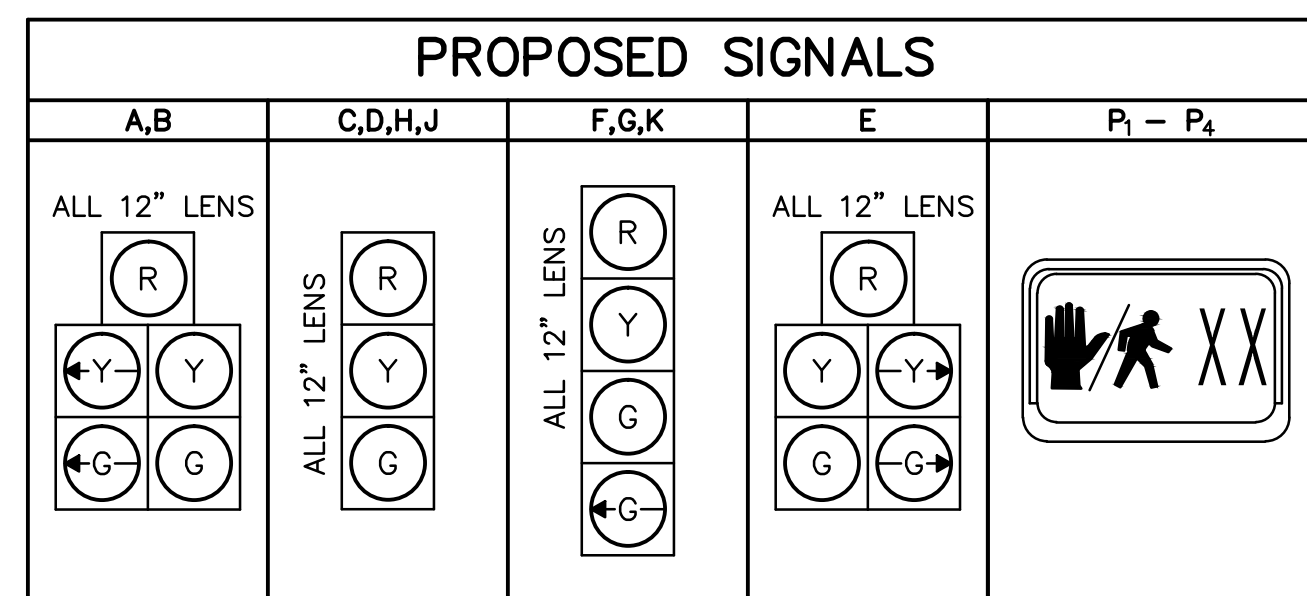 PROPOSED SIGNALS
A,B
C,D,H,J
F,G,K
E
P₁ – P₄
ALL 12" LENS
R
Y Y
G G
ALL 12" LENS
R
Y
G
ALL 12" LENS
R
Y
G
G
ALL 12" LENS
R
Y Y
G G
XX